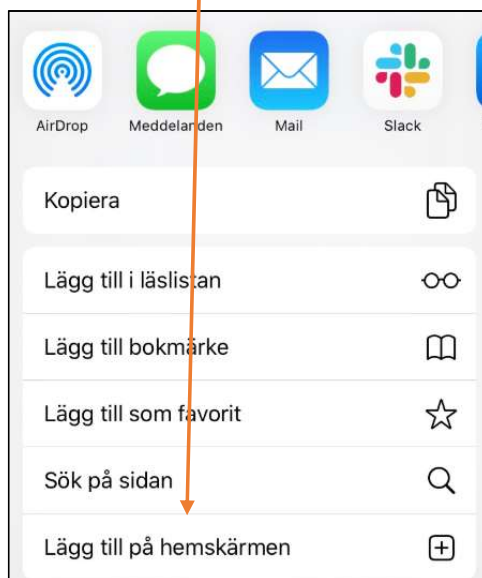 AirDrop Meddelanden Mail Slack
Kopiera
Lägg till i läslistan
Lägg till bokmärke
Lägg till som favorit
Sök på sidan
Lägg till på hemskärmen